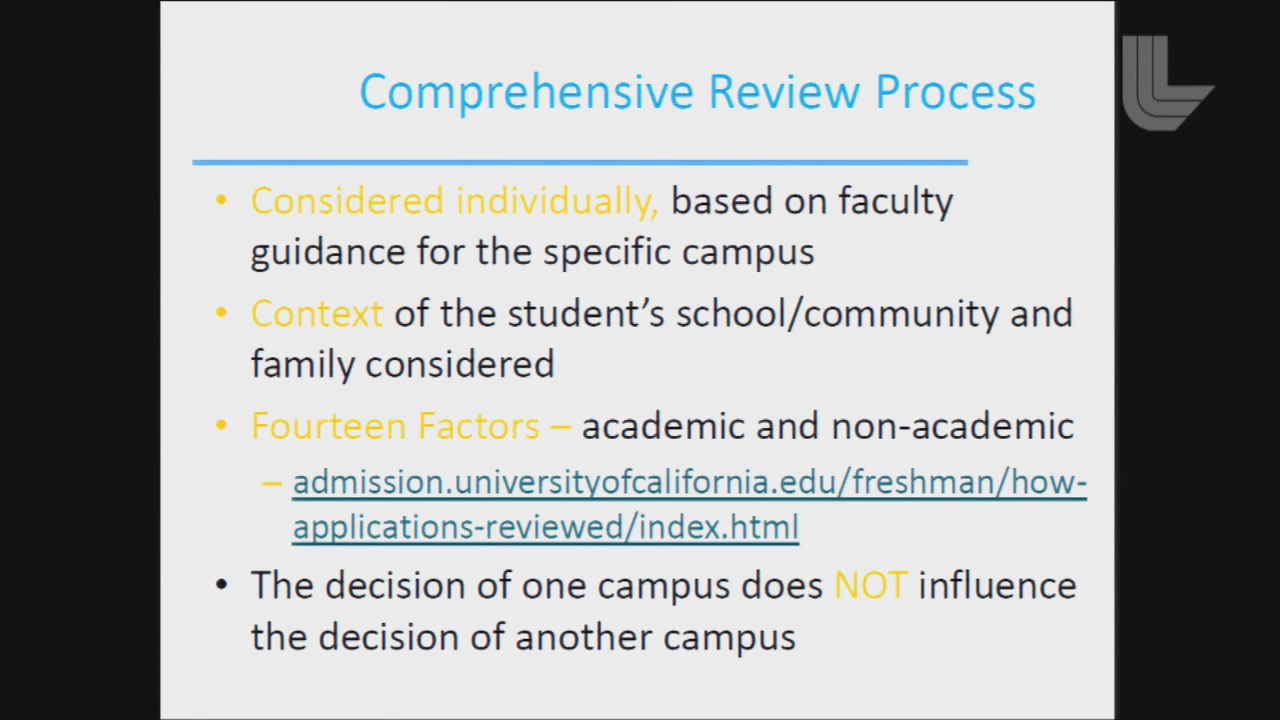 Comprehensive Review Process
• Considered individually, based on faculty
guidance for the specific campus
• Context of the student’s school/community and
family considered
• Fourteen Factors – academic and non-academic
– admission.universityofcalifornia.edu/freshman/how-
applications-reviewed/index.html
• The decision of one campus does NOT influence
the decision of another campus